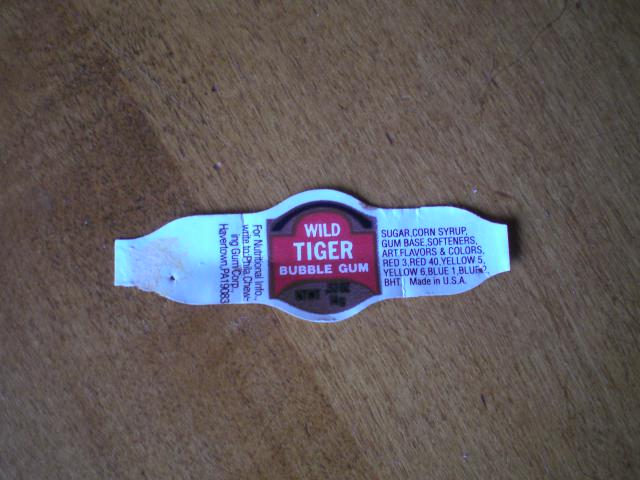 For Nutritional Info.,
write to:Phila.Chew-
ing Gum Corp.
Havertown,PA 19083
WILD
TIGER
BUBBLE GUM
NET WT
SUGAR,CORN SYRUP,
GUM BASE,SOFTENERS,
ART.FLAVORS & COLORS,
RED 3,RED 40,YELLOW 5,
YELLOW 6,BLUE 1,BLUE 2,
BHT. Made in U.S.A.